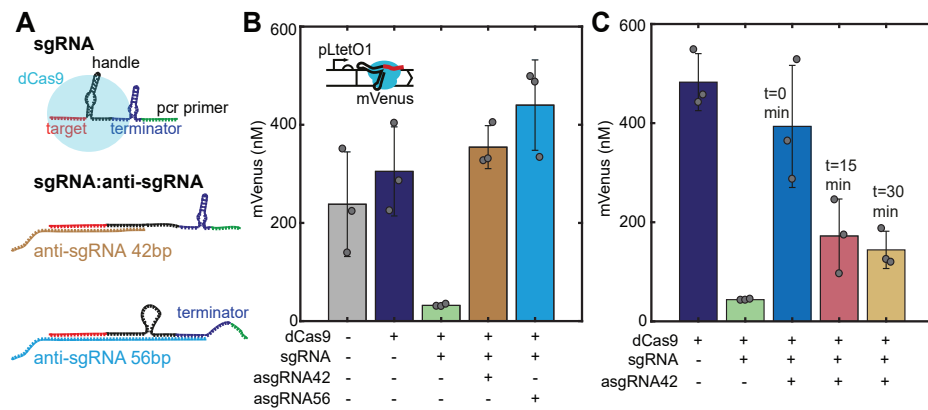 A
sgRNA
handle
dCas9
pcr primer
target
terminator
sgRNA:anti-sgRNA
anti-sgRNA 42bp
terminator
anti-sgRNA 56bp
B
600
400
200
0
mVenus (nM)
pLtetO1
mVenus
dCas9 - + + + +
sgRNA - - + + +
asgRNA42 - - - + -
asgRNA56 - - - - +
C
600
400
200
0
mVenus (nM)
t=0
min
t=15
min
t=30
min
dCas9 + + + + +
sgRNA - + + + +
asgRNA42 - - + + +